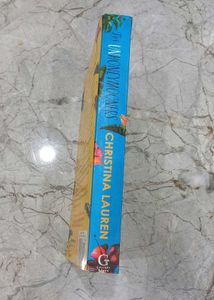 The UNHONEYMOONERS
CHRISTINA LAUREN
G